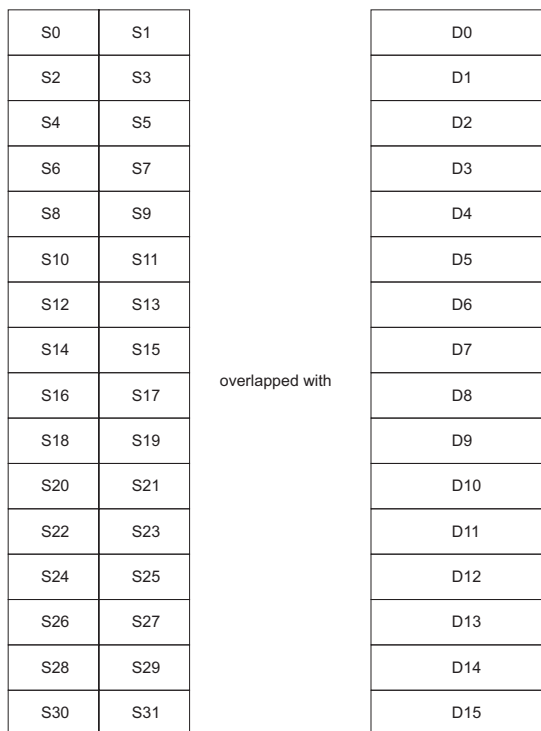 S0 S1 D0
S2 S3 D1
S4 S5 D2
S6 S7 D3
S8 S9 D4
S10 S11 D5
S12 S13 D6
S14 S15 D7
overlapped with
S16 S17 D8
S18 S19 D9
S20 S21 D10
S22 S23 D11
S24 S25 D12
S26 S27 D13
S28 S29 D14
S30 S31 D15